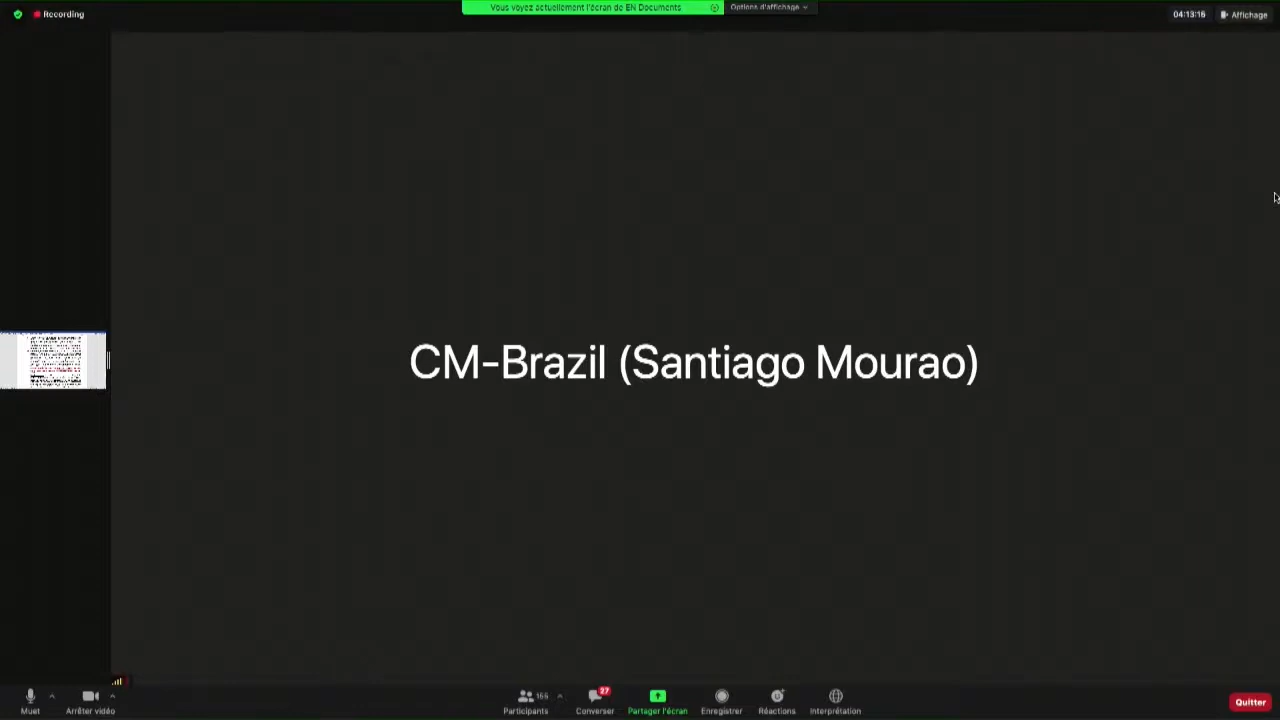 Recording
Vous voyez actuellement l'écran de EN Documents
Options d'affichage
04:13:16
Affichage
CM-Brazil (Santiago Mourao)
Muet
Arrêter vidéo
Participants
27
Converser
Partager l'écran
Enregistrer
Réactions
Interprétation
Quitter